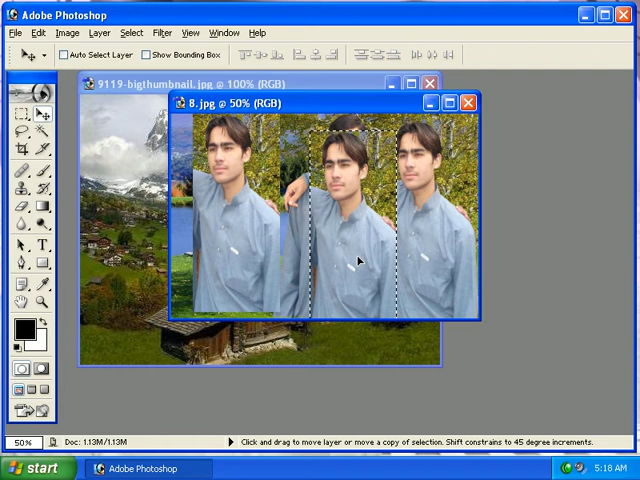 Adobe Photoshop
File Edit Image Layer Select Filter View Window Help
Auto Select Layer Show Bounding Box
9119-bigthumbnail.jpg @ 100% (RGB)
8.jpg @ 50% (RGB)
T
50% Doc: 1.13M/1.13M Click and drag to move layer or move a copy of selection. Shift constrains to 45 degree increments.
start Adobe Photoshop 5:18 AM